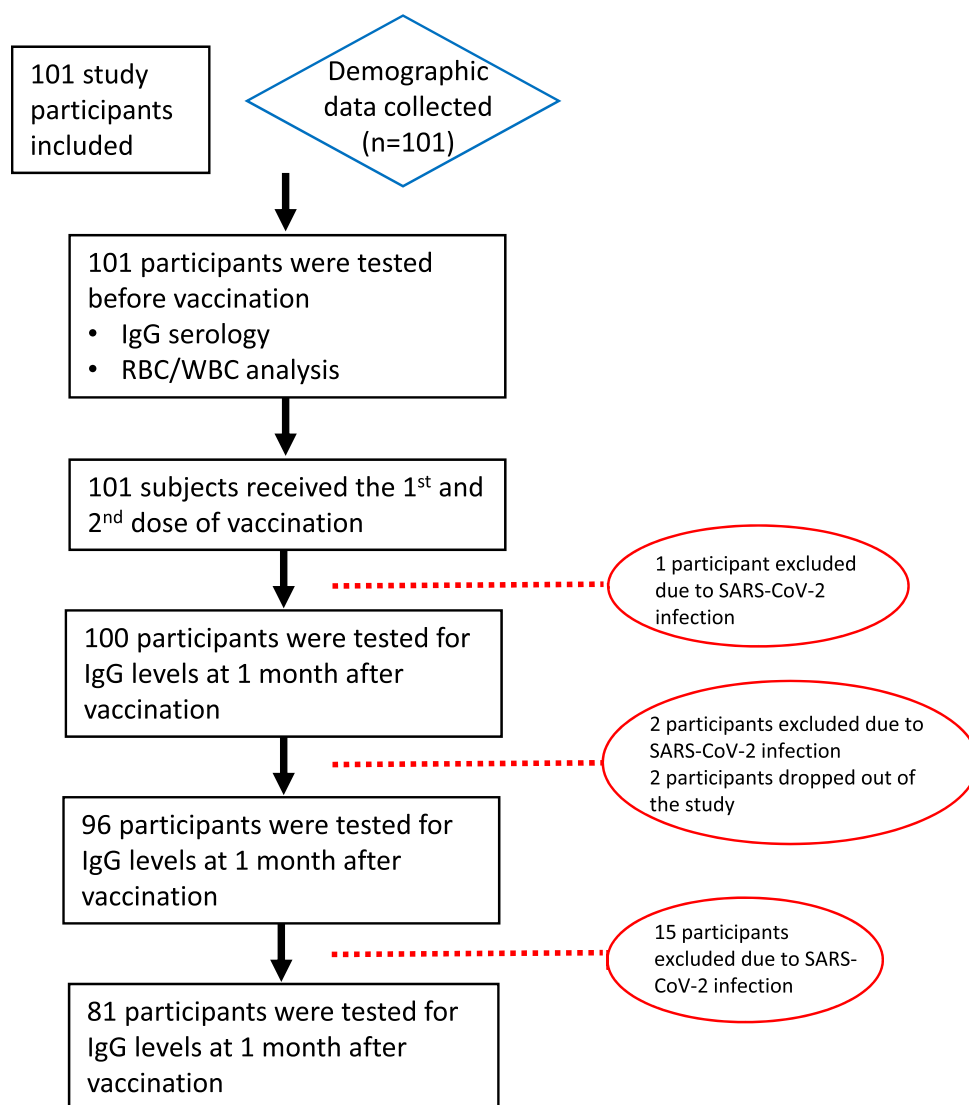 101 study
participants
included
Demographic
data collected
(n=101)
101 participants were tested
before vaccination
• IgG serology
• RBC/WBC analysis
101 subjects received the 1st and
2nd dose of vaccination
1 participant excluded
due to SARS-CoV-2
infection
100 participants were tested for
IgG levels at 1 month after
vaccination
2 participants excluded due to
SARS-CoV-2 infection
2 participants dropped out of
the study
96 participants were tested for
IgG levels at 1 month after
vaccination
15 participants
excluded due to SARS-
CoV-2 infection
81 participants were tested for
IgG levels at 1 month after
vaccination